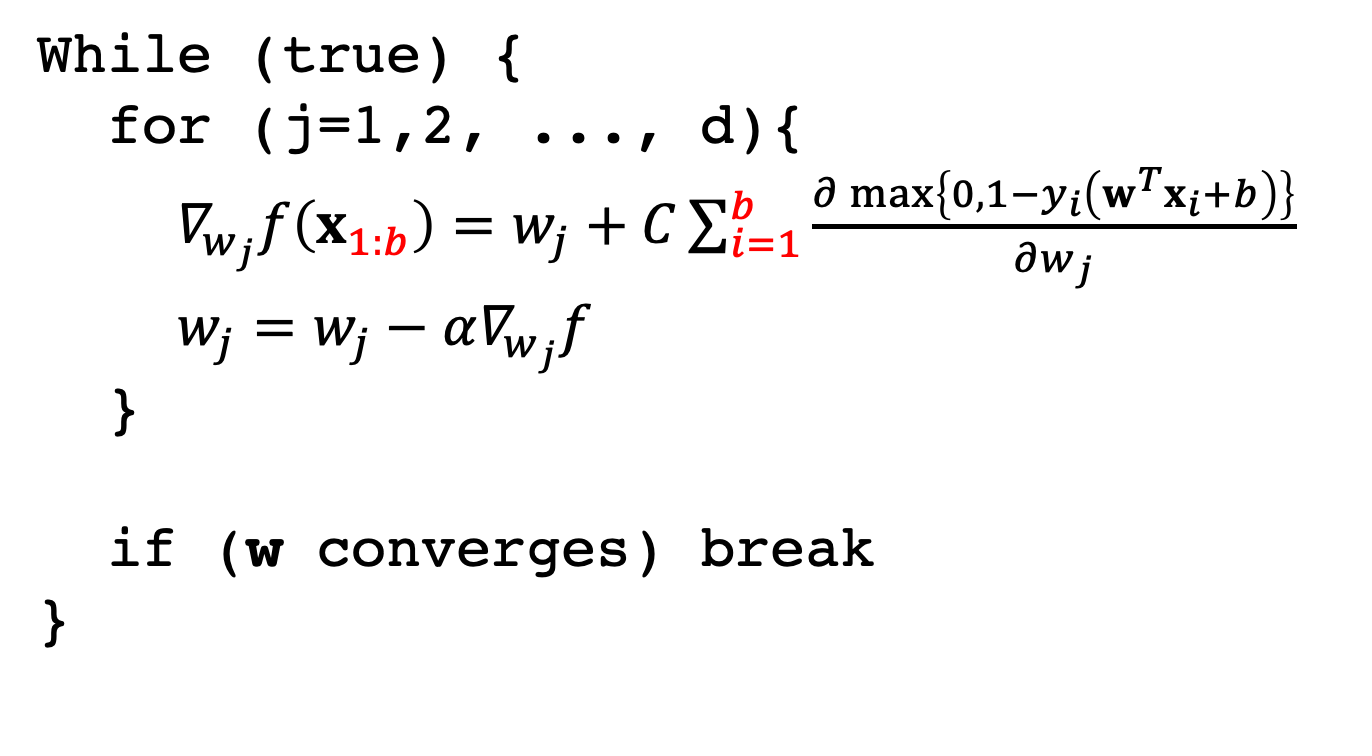 While (true) {
for (j=1,2, ..., d){
∇_{w_j} f(𝐱_{1:b}) = w_j + C ∑_{i=1}^{b} \frac{∂ max{0,1−y_i(𝐰^T 𝐱_i+b)}}{∂w_j}
w_j = w_j − α∇_{w_j} f
}
if (w converges) break
}